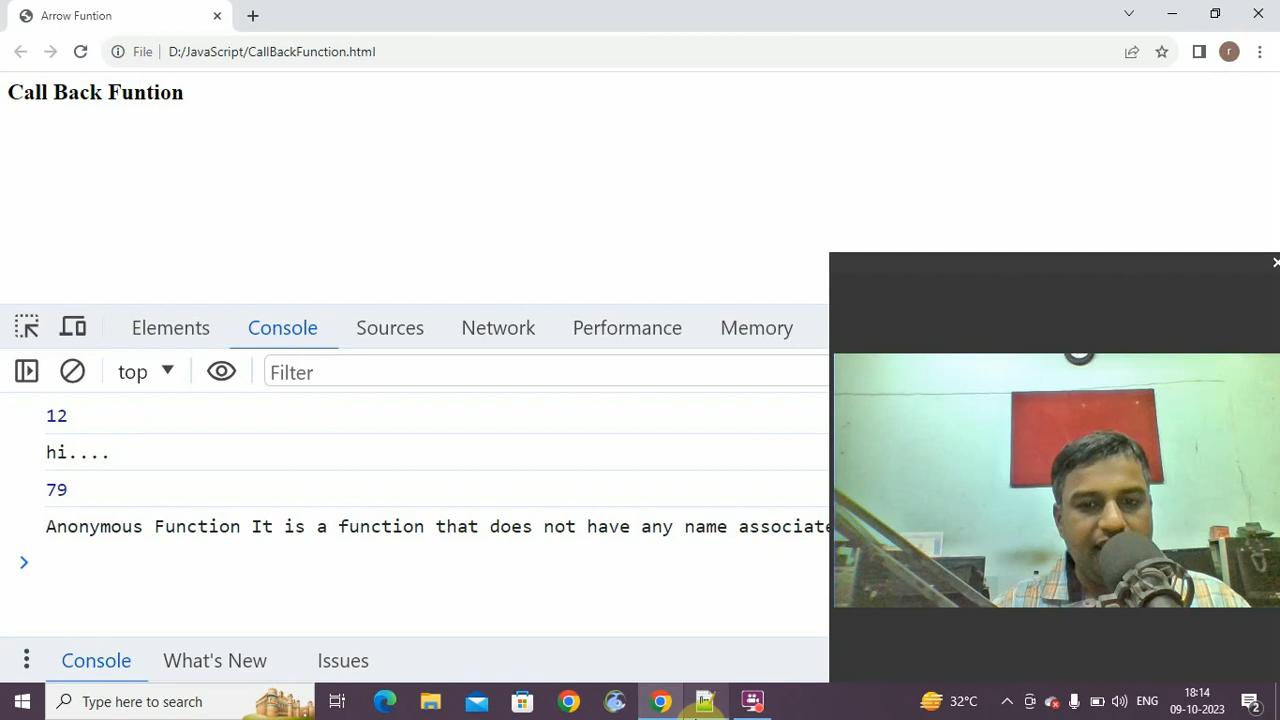 Arrow Funtion
File
D:/JavaScript/CallBackFunction.html
r
Call Back Funtion
Elements Console Sources Network Performance Memory
top Filter
12
hi....
79
Anonymous Function It is a function that does not have any name
Console What's New Issues
Type here to search
32°C
ENG
18:14
09-10-2023
2